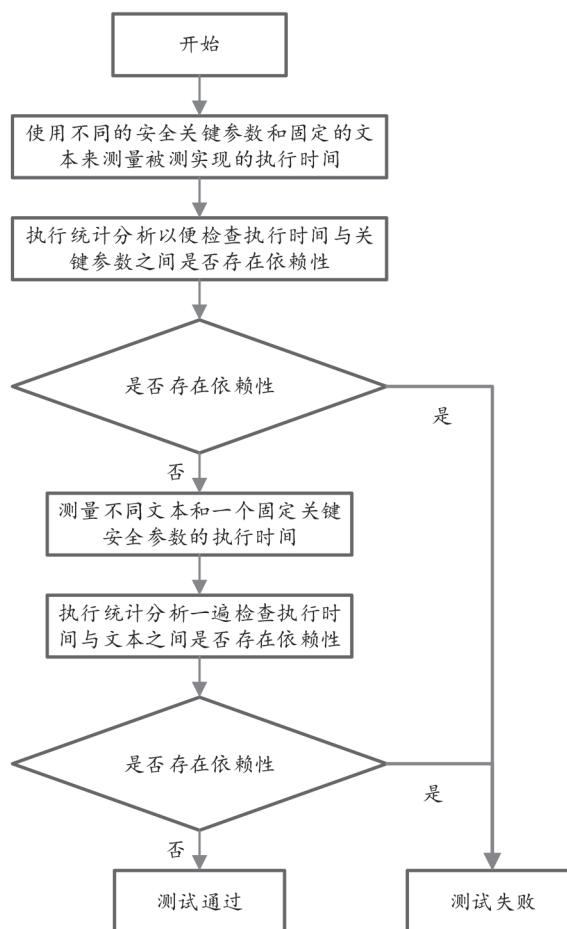 开始
使用不同的安全关键参数和固定的文
本来测量被测实现的执行时间
执行统计分析以便检查执行时间与关
键参数之间是否存在依赖性
是否存在依赖性
是
否
测量不同文本和一个固定关键
安全参数的执行时间
执行统计分析一遍检查执行时
间与文本之间是否存在依赖性
是否存在依赖性
是
否
测试通过
测试失败